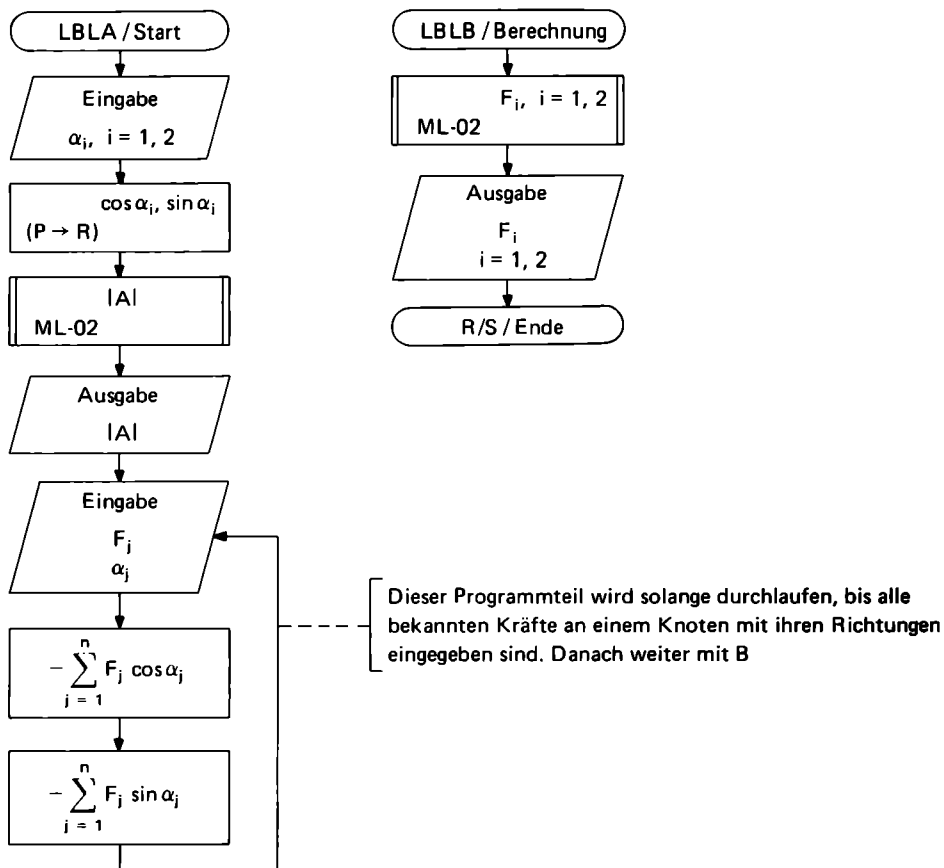 LBLA / Start
Eingabe
αᵢ, i = 1, 2
cos αᵢ, sin αᵢ
(P → R)
|A|
ML-02
Ausgabe
|A|
Eingabe
Fⱼ
αⱼ
− ∑ⁿⱼ₌₁ Fⱼ cos αⱼ
− ∑ⁿⱼ₌₁ Fⱼ sin αⱼ
LBLB / Berechnung
Fᵢ, i = 1, 2
ML-02
Ausgabe
Fᵢ
i = 1, 2
R/S / Ende
Dieser Programmteil wird solange durchlaufen, bis alle
bekannten Kräfte an einem Knoten mit ihren Richtungen
eingegeben sind. Danach weiter mit B